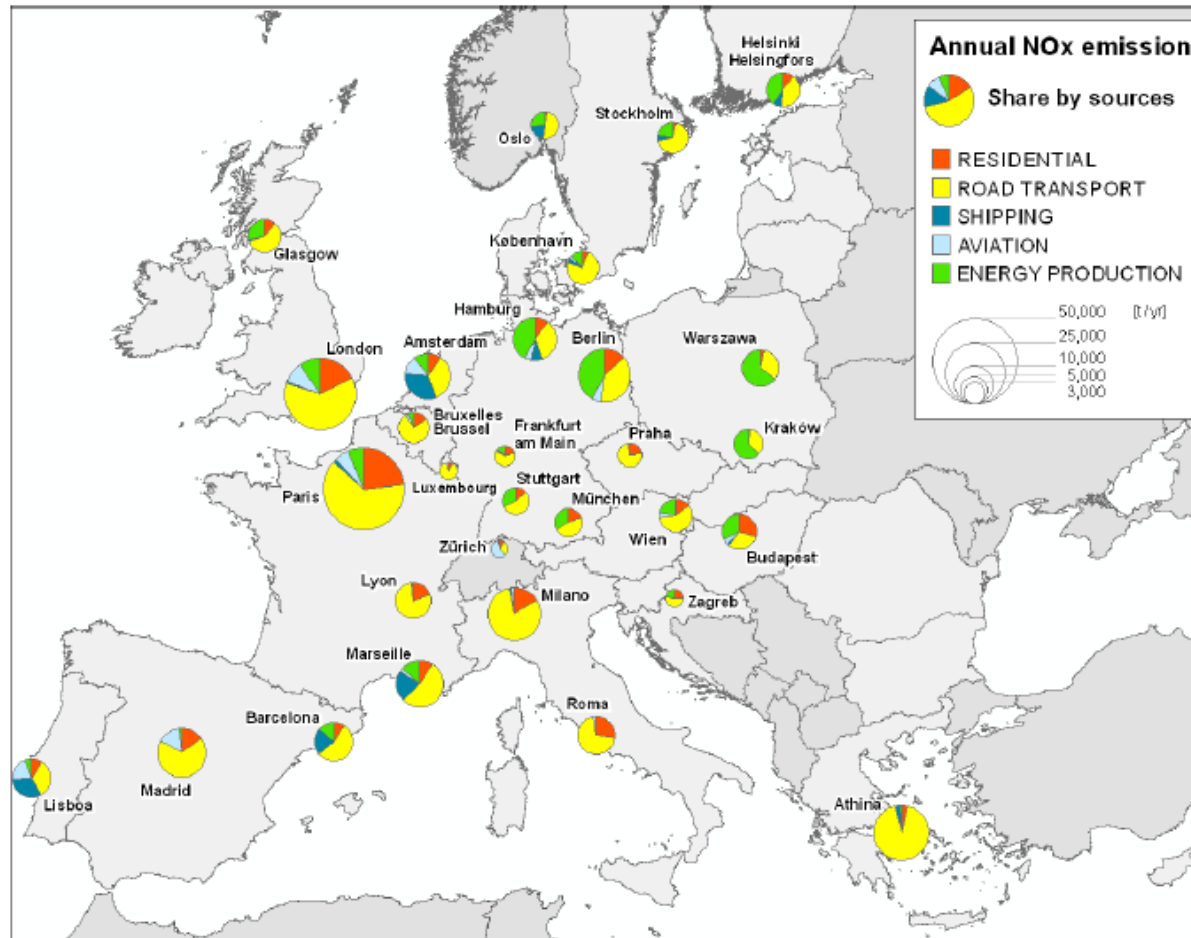 Annual NOx emission
Share by sources
RESIDENTIAL
ROAD TRANSPORT
SHIPPING
AVIATION
ENERGY PRODUCTION
50,000 [t/yr]
25,000
10,000
5,000
3,000
Helsinki
Helsingfors
Stockholm
Oslo
Glasgow
København
Hamburg
Berlin
Warszawa
London
Amsterdam
Bruxelles
Brussel
Frankfurt
am Main
Praha
Kraków
Paris
Luxembourg
Stuttgart
München
Wien
Budapest
Zürich
Lyon
Milano
Zagreb
Marseille
Barcelona
Roma
Madrid
Lisboa
Athina